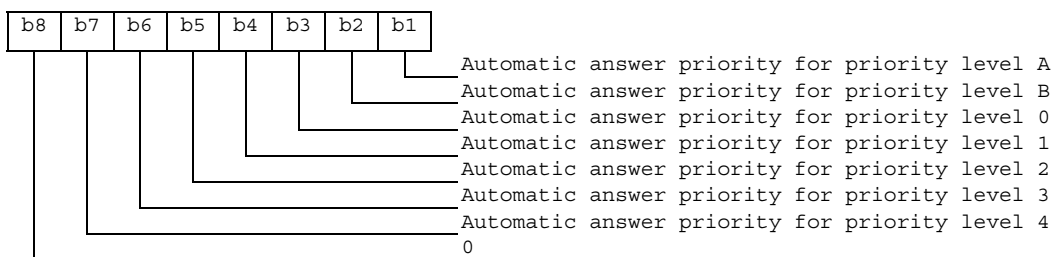 b8 b7 b6 b5 b4 b3 b2 b1
Automatic answer priority for priority level A
Automatic answer priority for priority level B
Automatic answer priority for priority level 0
Automatic answer priority for priority level 1
Automatic answer priority for priority level 2
Automatic answer priority for priority level 3
Automatic answer priority for priority level 4
0